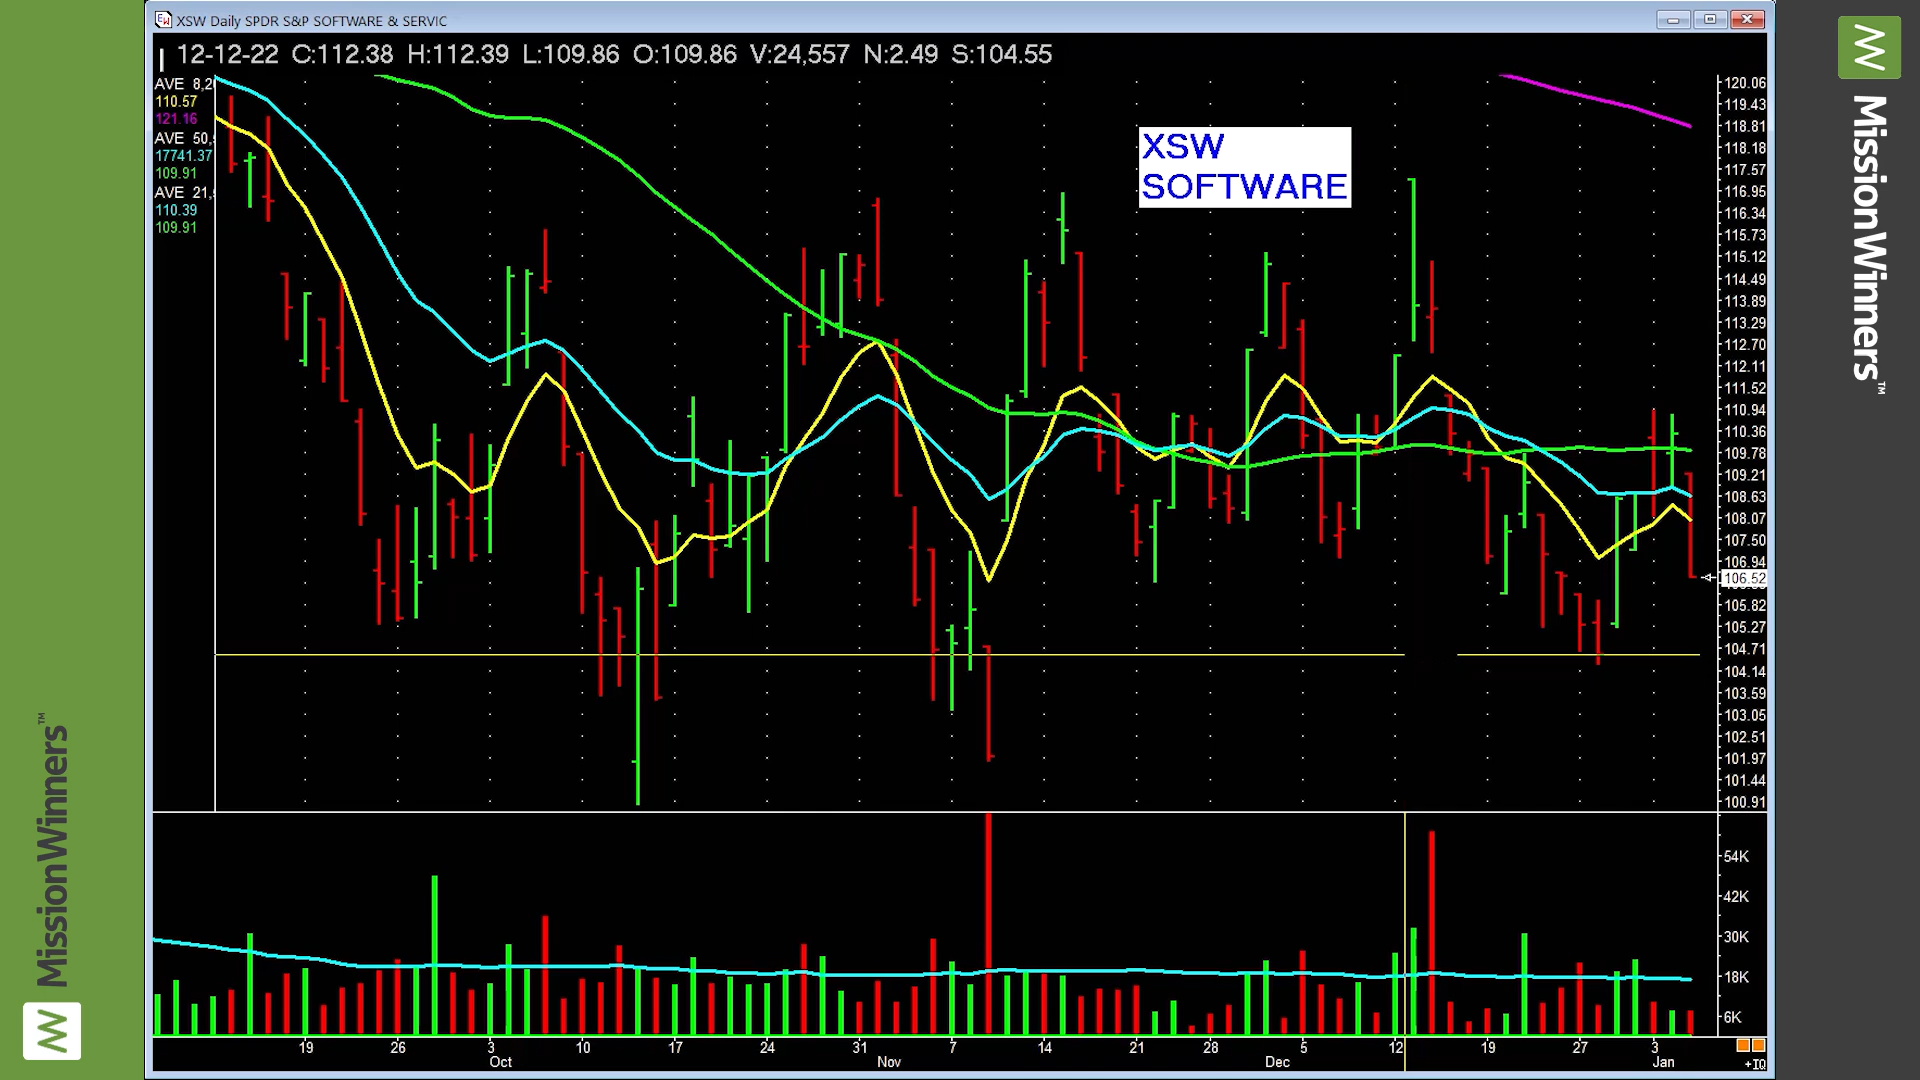 XSW Daily SPDR S&P SOFTWARE & SERVIC
12-12-22 C:112.38 H:112.39 L:109.86 O:109.86 V:24,557 N:2.49 S:104.55
AVE 8,20
110.57
121.16
AVE 50,
17741.37
109.91
AVE 21,
110.39
109.91
XSW
SOFTWARE
120.06
119.43
118.81
118.18
117.57
116.95
116.34
115.73
115.12
114.49
113.89
113.29
112.70
112.11
111.52
110.94
110.36
109.78
109.21
108.63
108.07
107.50
106.94
106.52
105.82
105.27
104.71
104.14
103.59
103.05
102.51
101.97
101.44
100.91
54K
42K
30K
18K
6K
19 26 3 10 17 24 31 7 14 21 28 5 12 19 27 3
Oct Nov Dec Jan
MissionWinners™
MissionWinners™